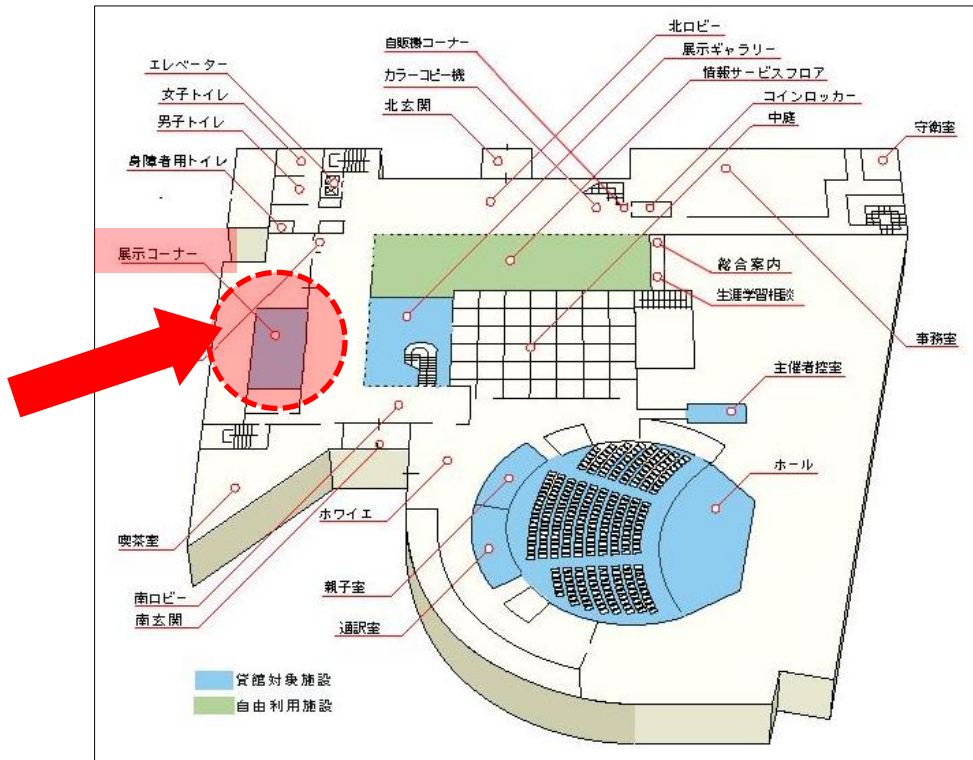 北ロビー
自販機コーナー
展示ギャラリー
エレベーター
カラーコピー機
情報サービスフロア
女子トイレ
北玄関
コインロッカー
男子トイレ
中庭
守衛室
身障者用トイレ
展示コーナー
総合案内
生涯学習相談
事務室
主催者控室
ホール
ホワイエ
喫茶室
親子室
南ロビー
南玄関
通訳室
貸館対象施設
自由利用施設